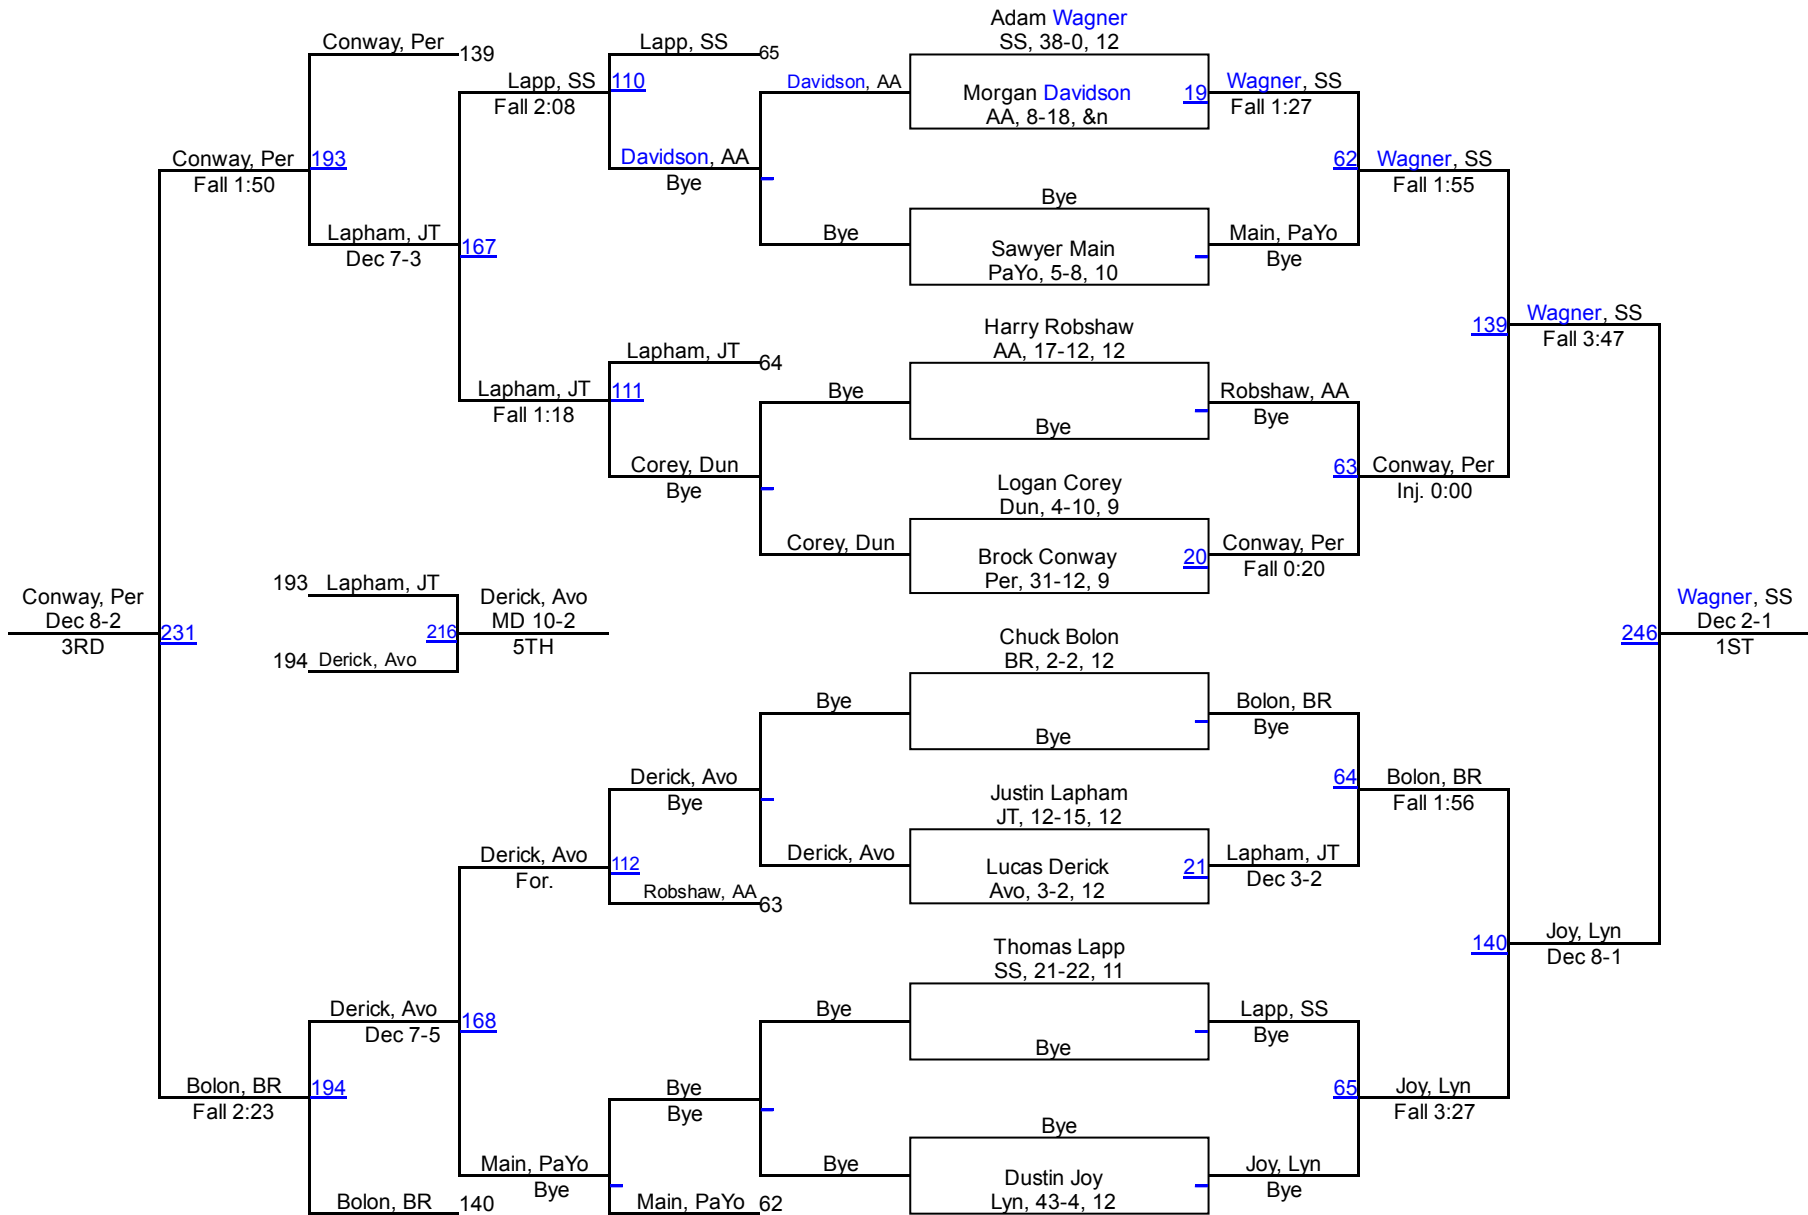 Adam Wagner
SS, 38-0, 12
Conway, Per
139
Lapp, SS
65
Lapp, SS
110
Fall 2:08
Davidson, AA
Morgan Davidson
AA, 8-18, &n
19
Wagner, SS
Fall 1:27
Conway, Per
193
Fall 1:50
Davidson, AA
Bye
62
Wagner, SS
Fall 1:55
Bye
Lapham, JT
Dec 7-3
167
Bye
Sawyer Main
PaYo, 5-8, 10
Main, PaYo
Bye
Harry Robshaw
AA, 17-12, 12
139
Wagner, SS
Fall 3:47
Lapham, JT
64
Lapham, JT
111
Fall 1:18
Bye
Bye
Robshaw, AA
Bye
Corey, Dun
Bye
Logan Corey
Dun, 4-10, 9
63
Conway, Per
Inj. 0:00
Corey, Dun
Brock Conway
Per, 31-12, 9
20
Conway, Per
Fall 0:20
193
Lapham, JT
Conway, Per
Dec 8-2
3RD
231
216
Derick, Avo
MD 10-2
5TH
194
Derick, Avo
Chuck Bolon
BR, 2-2, 12
246
Wagner, SS
Dec 2-1
1ST
Bye
Bye
Bolon, BR
Bye
Derick, Avo
Bye
Justin Lapham
JT, 12-15, 12
64
Bolon, BR
Fall 1:56
Derick, Avo
For.
112
Derick, Avo
Lucas Derick
Avo, 3-2, 12
21
Lapham, JT
Dec 3-2
Robshaw, AA
63
Thomas Lapp
SS, 21-22, 11
140
Joy, Lyn
Dec 8-1
Derick, Avo
Dec 7-5
168
Bye
Bye
Lapp, SS
Bye
Bolon, BR
194
Fall 2:23
Bye
Bye
65
Joy, Lyn
Fall 3:27
Bye
Main, PaYo
Bye
Bye
Dustin Joy
Lyn, 43-4, 12
Joy, Lyn
Bye
Bolon, BR
140
Main, PaYo
62